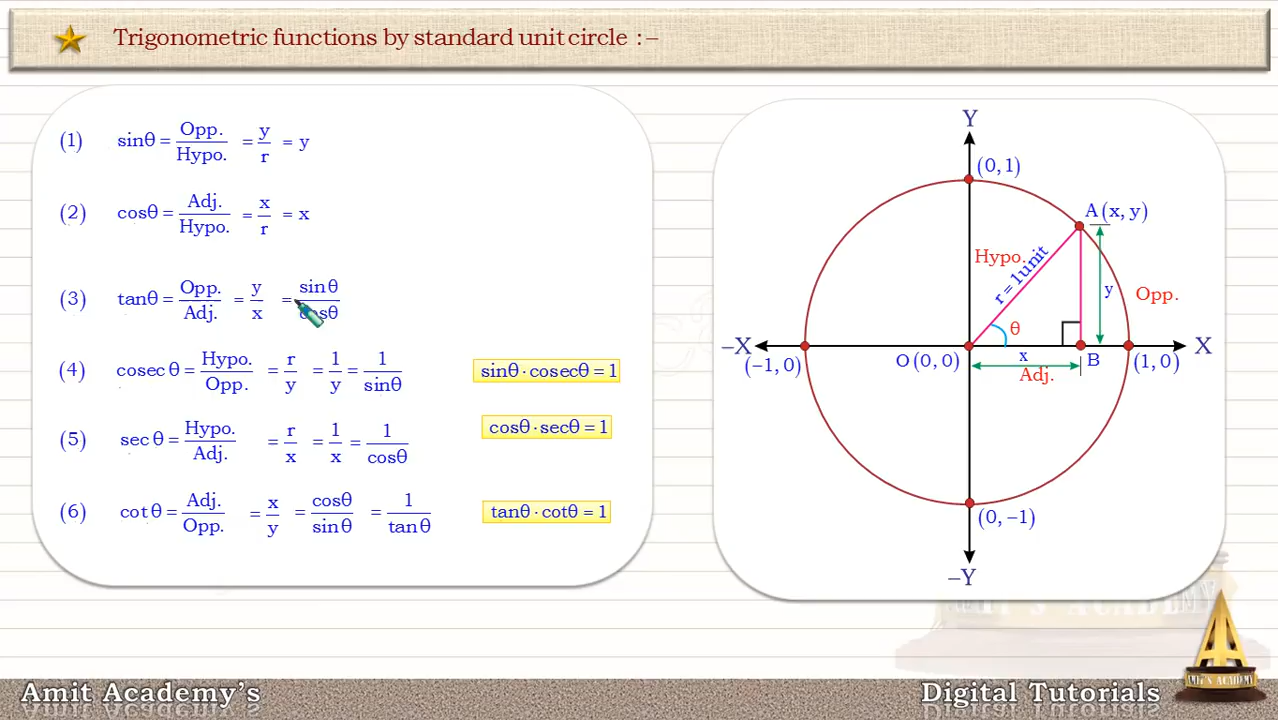 Trigonometric functions by standard unit circle : –
(1) sinθ = Opp./Hypo. = y/r = y
(2) cosθ = Adj./Hypo. = x/r = x
(3) tanθ = Opp./Adj. = y/x = sinθ/cosθ
(4) cosec θ = Hypo./Opp. = r/y = 1/y = 1/sinθ
sinθ · cosecθ = 1
(5) sec θ = Hypo./Adj. = r/x = 1/x = 1/cosθ
cosθ · secθ = 1
(6) cot θ = Adj./Opp. = x/y = cosθ/sinθ = 1/tanθ
tanθ · cotθ = 1
Y
(0, 1)
A(x, y)
Hypo.
r = 1unit
y
Opp.
θ
–X
X
(–1, 0)
O(0, 0)
x
B
(1, 0)
Adj.
(0, –1)
–Y
AMIT'S ACADEMY
Amit Academy's
Digital Tutorials